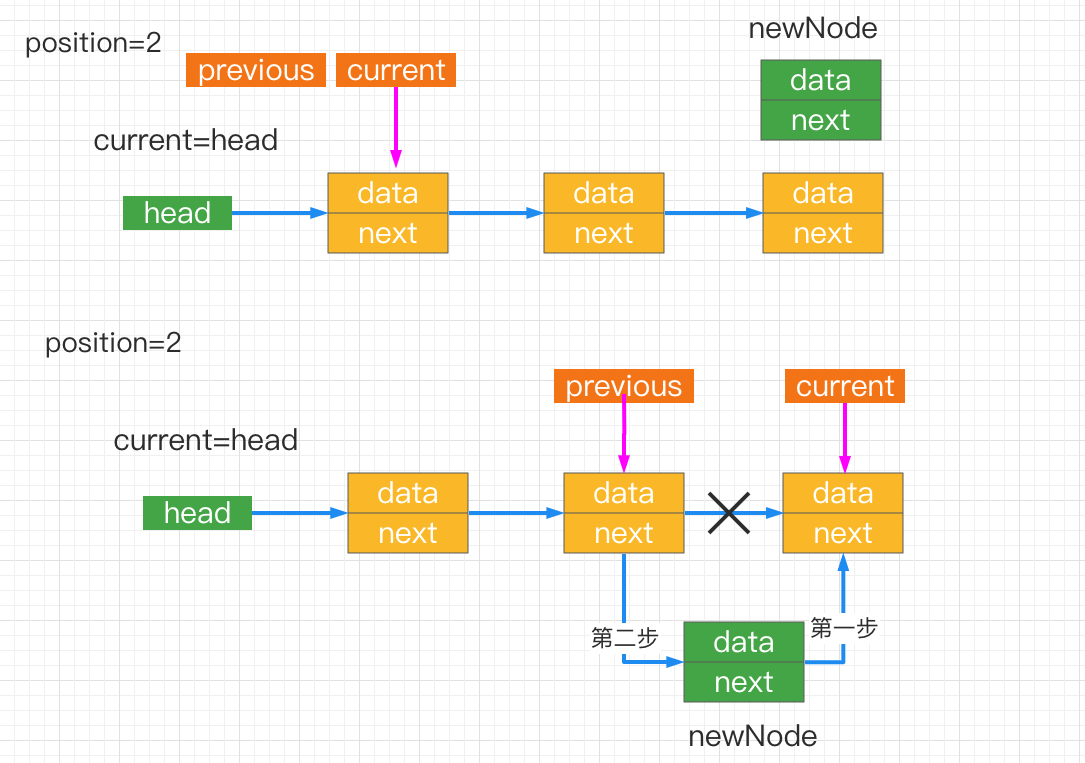 newNode
position=2
previous current
data
next
current=head
head
data
next
data
next
data
next
position=2
previous
current
current=head
head
data
next
data
next
data
next
第二步
第一步
data
next
newNode